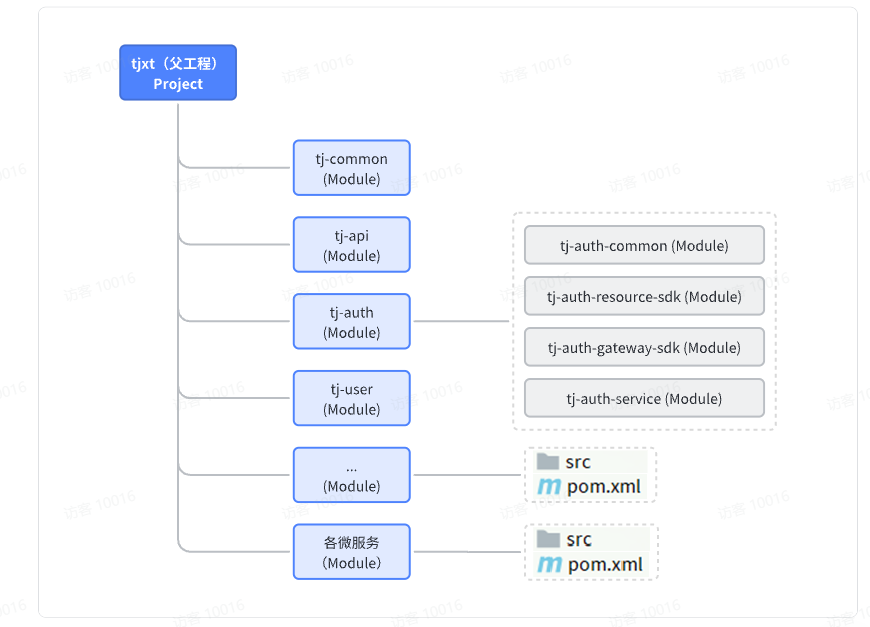 tjxt（父工程）
Project
tj-common
(Module)
tj-api
(Module)
tj-auth
(Module)
tj-auth-common (Module)
tj-auth-resource-sdk (Module)
tj-auth-gateway-sdk (Module)
tj-auth-service (Module)
tj-user
(Module)
...
(Module)
src
pom.xml
各微服务
（Module）
src
pom.xml
访客 10016